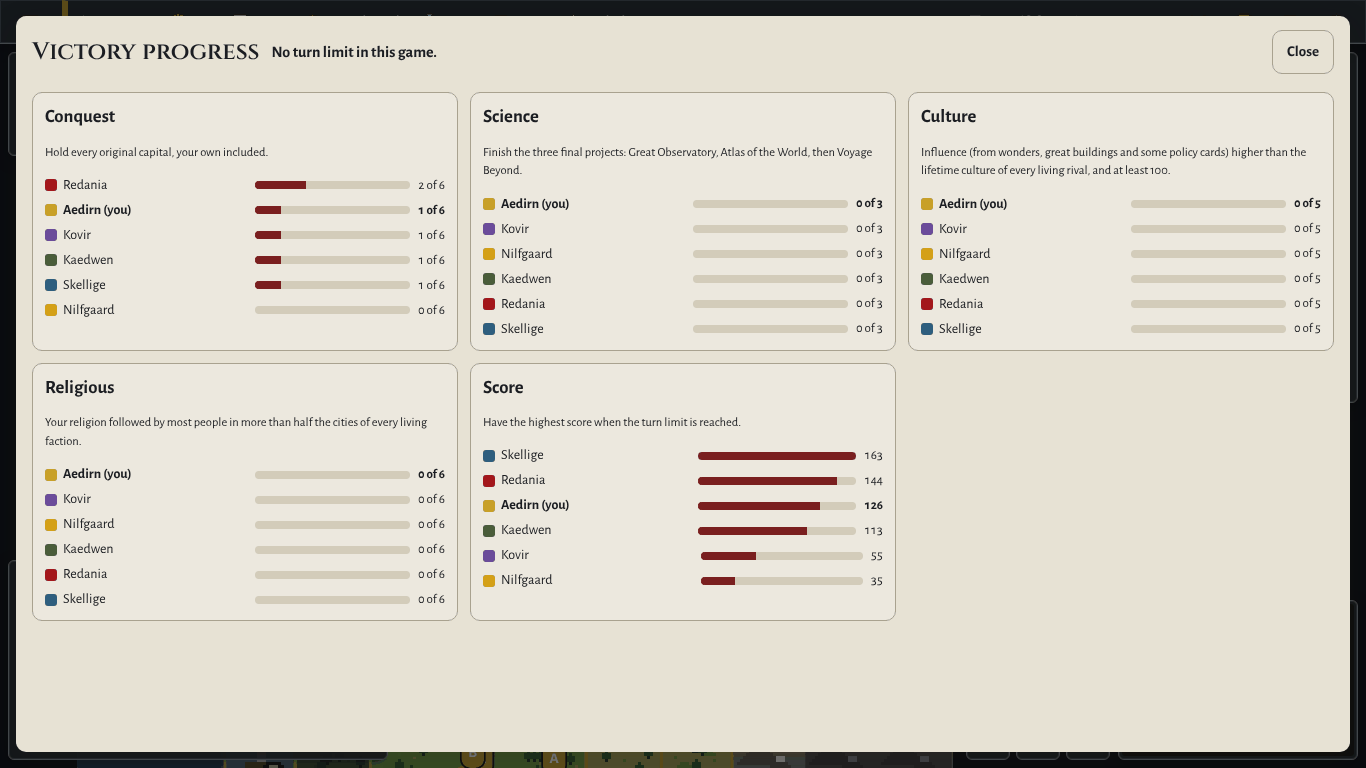 Victory progress No turn limit in this game.
Close
Conquest
Hold every original capital, your own included.
Redania 2 of 6
Aedirn (you) 1 of 6
Kovir 1 of 6
Kaedwen 1 of 6
Skellige 1 of 6
Nilfgaard 0 of 6
Science
Finish the three final projects: Great Observatory, Atlas of the World, then Voyage
Beyond.
Aedirn (you) 0 of 3
Kovir 0 of 3
Nilfgaard 0 of 3
Kaedwen 0 of 3
Redania 0 of 3
Skellige 0 of 3
Culture
Influence (from wonders, great buildings and some policy cards) higher than the
lifetime culture of every living rival, and at least 100.
Aedirn (you) 0 of 5
Kovir 0 of 5
Nilfgaard 0 of 5
Kaedwen 0 of 5
Redania 0 of 5
Skellige 0 of 5
Religious
Your religion followed by most people in more than half the cities of every living
faction.
Aedirn (you) 0 of 6
Kovir 0 of 6
Nilfgaard 0 of 6
Kaedwen 0 of 6
Redania 0 of 6
Skellige 0 of 6
Score
Have the highest score when the turn limit is reached.
Skellige 163
Redania 144
Aedirn (you) 126
Kaedwen 113
Kovir 55
Nilfgaard 35
A